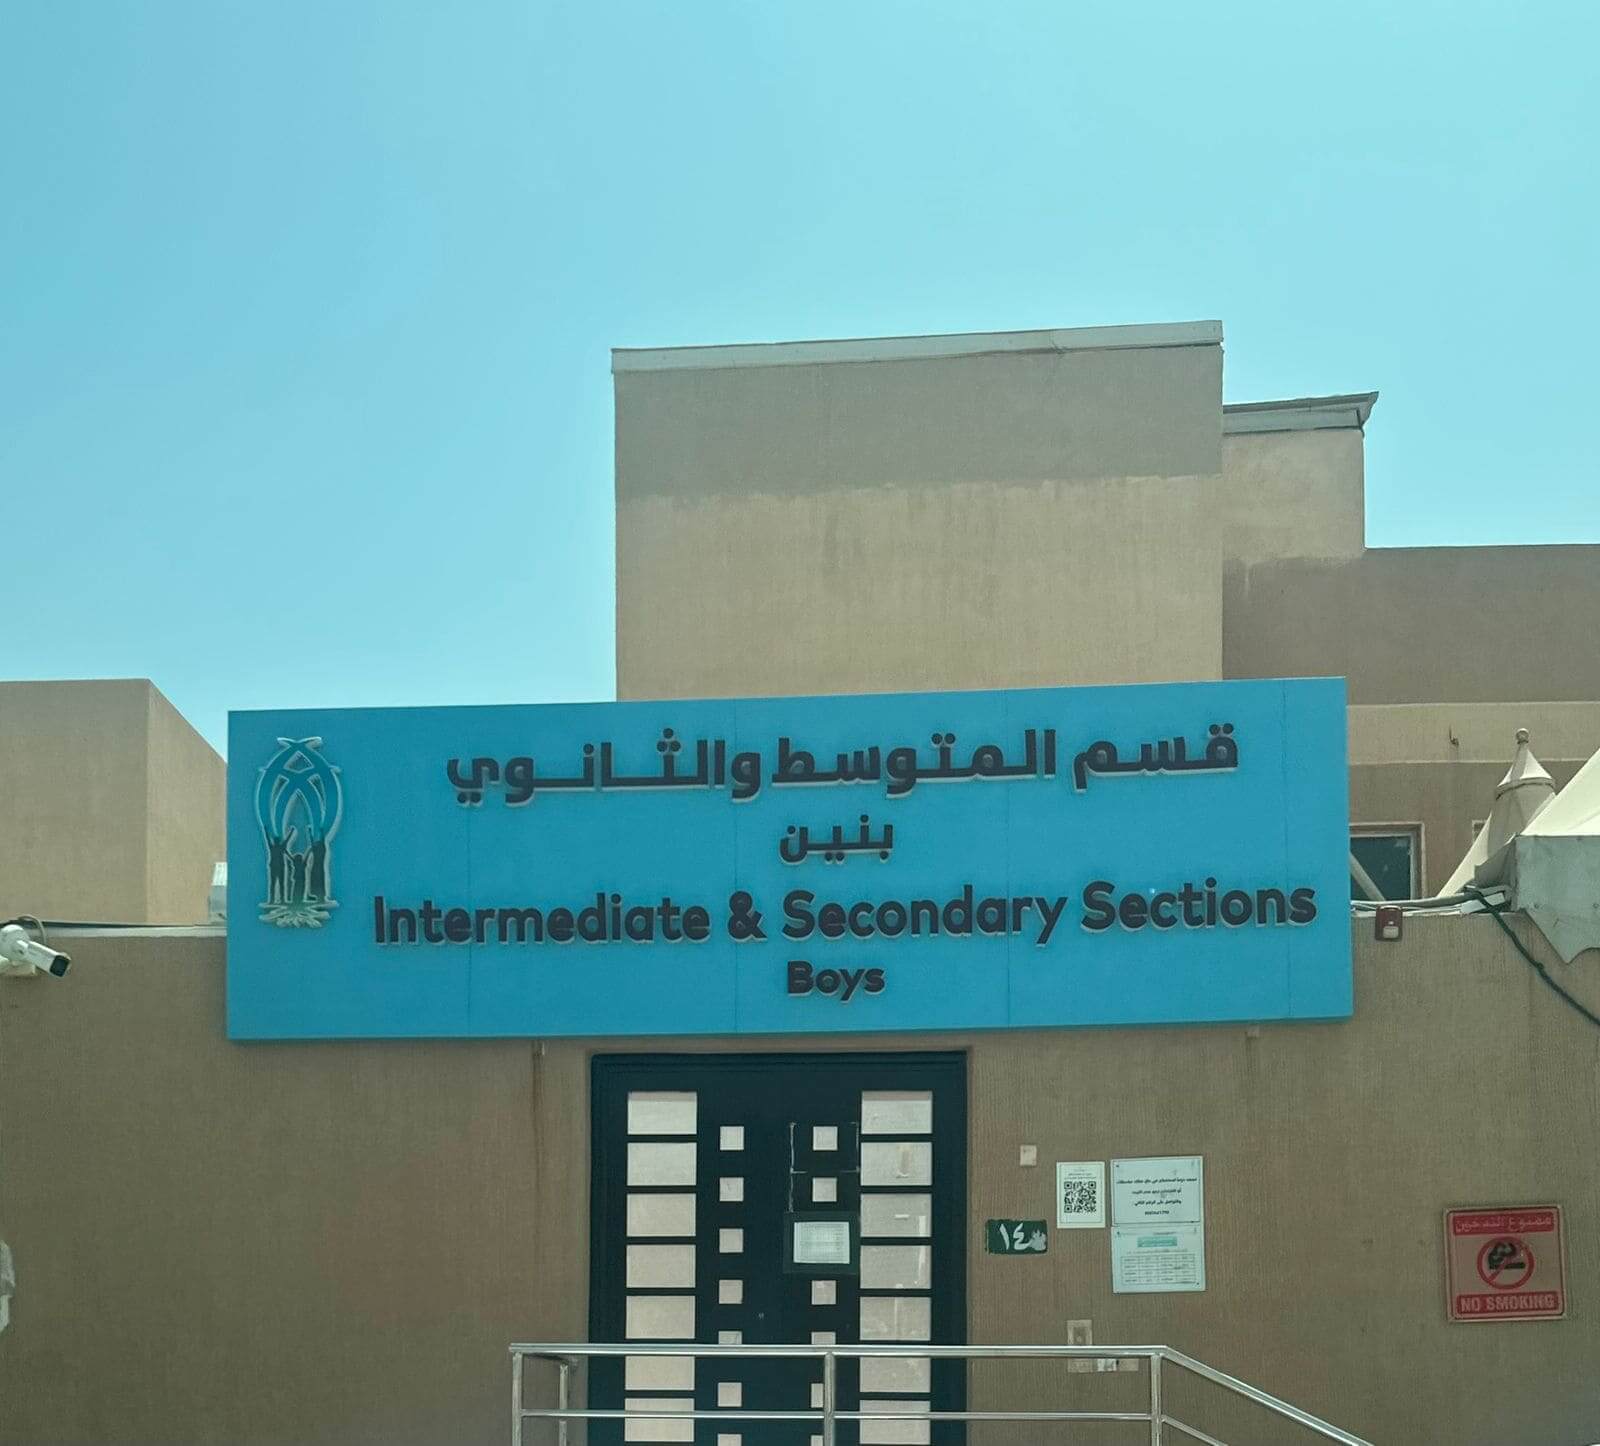 قسم المتوسط والثانوي
بنين
Intermediate & Secondary Sections
Boys
١٤
ممنوع التدخين
NO SMOKING